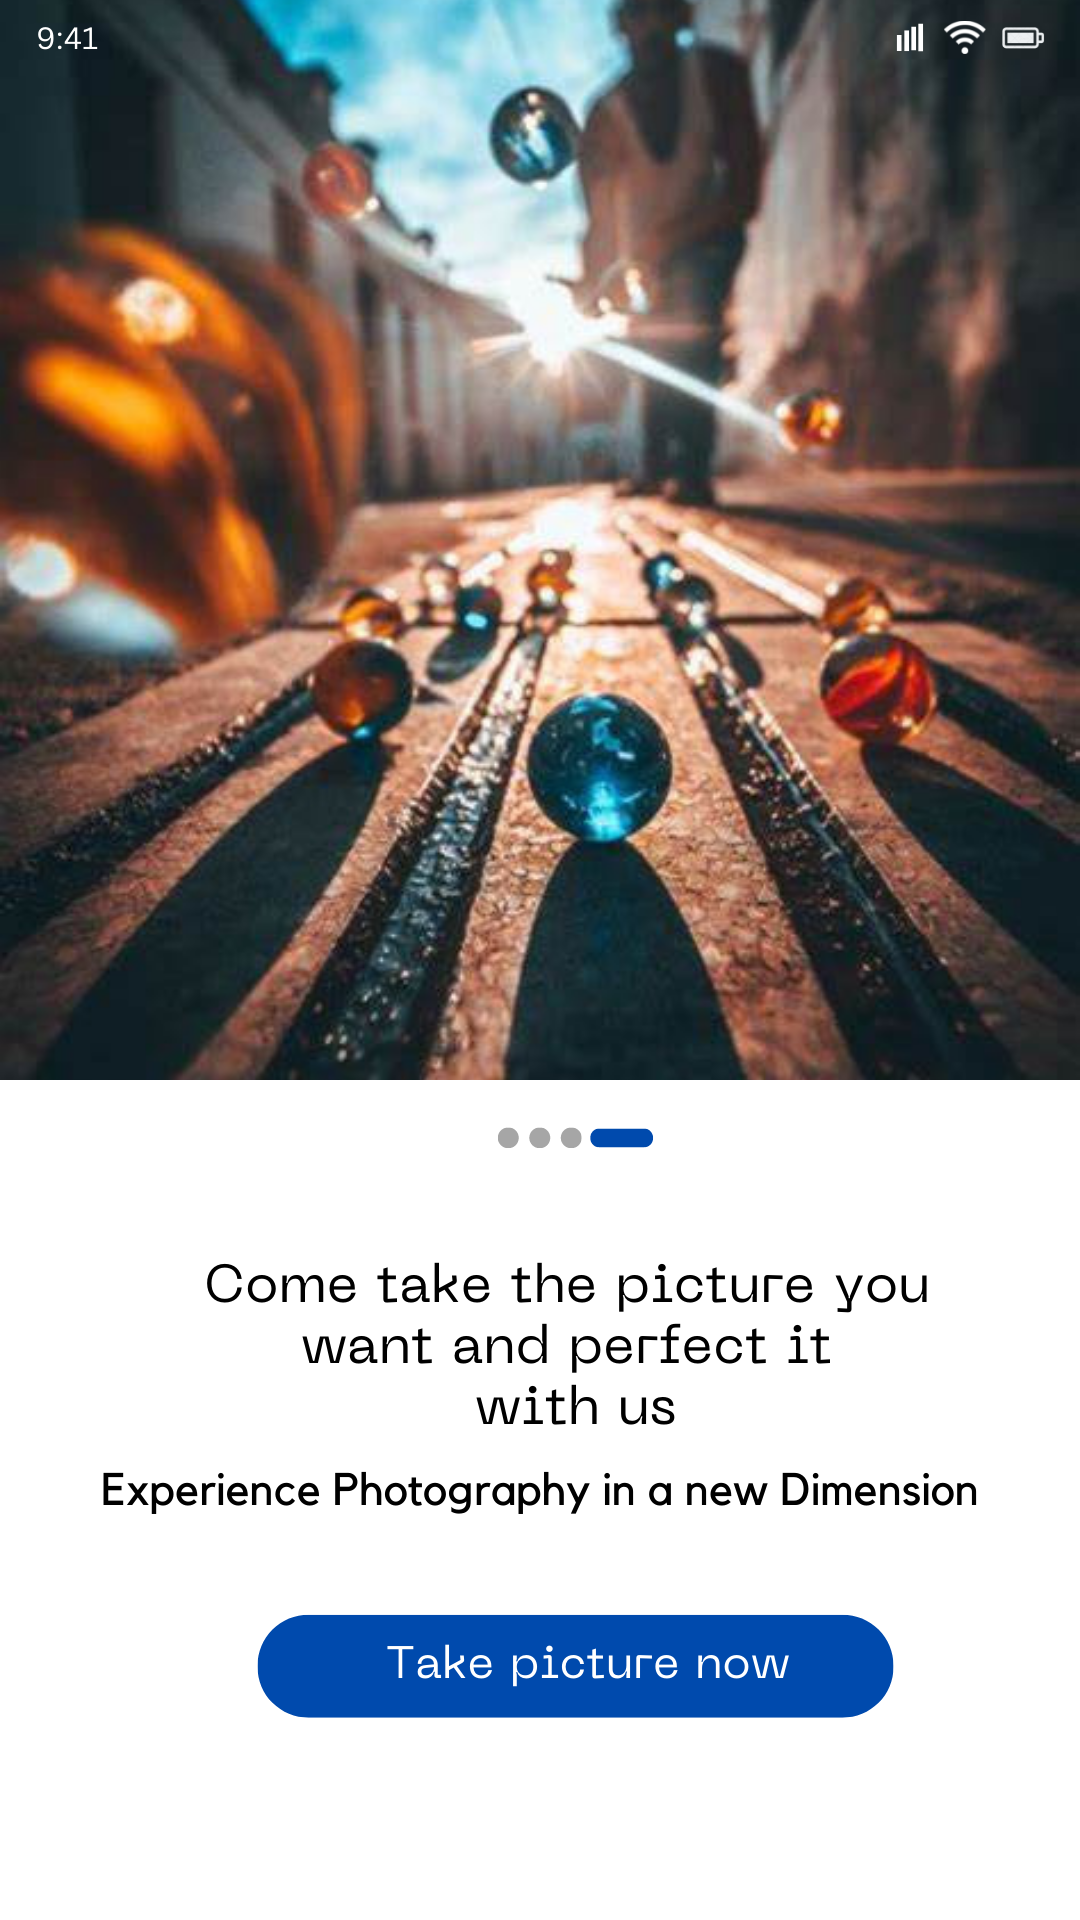 9:41
Come take the picture you
want and perfect it
with us
Experience Photography in a new Dimension
Take picture now